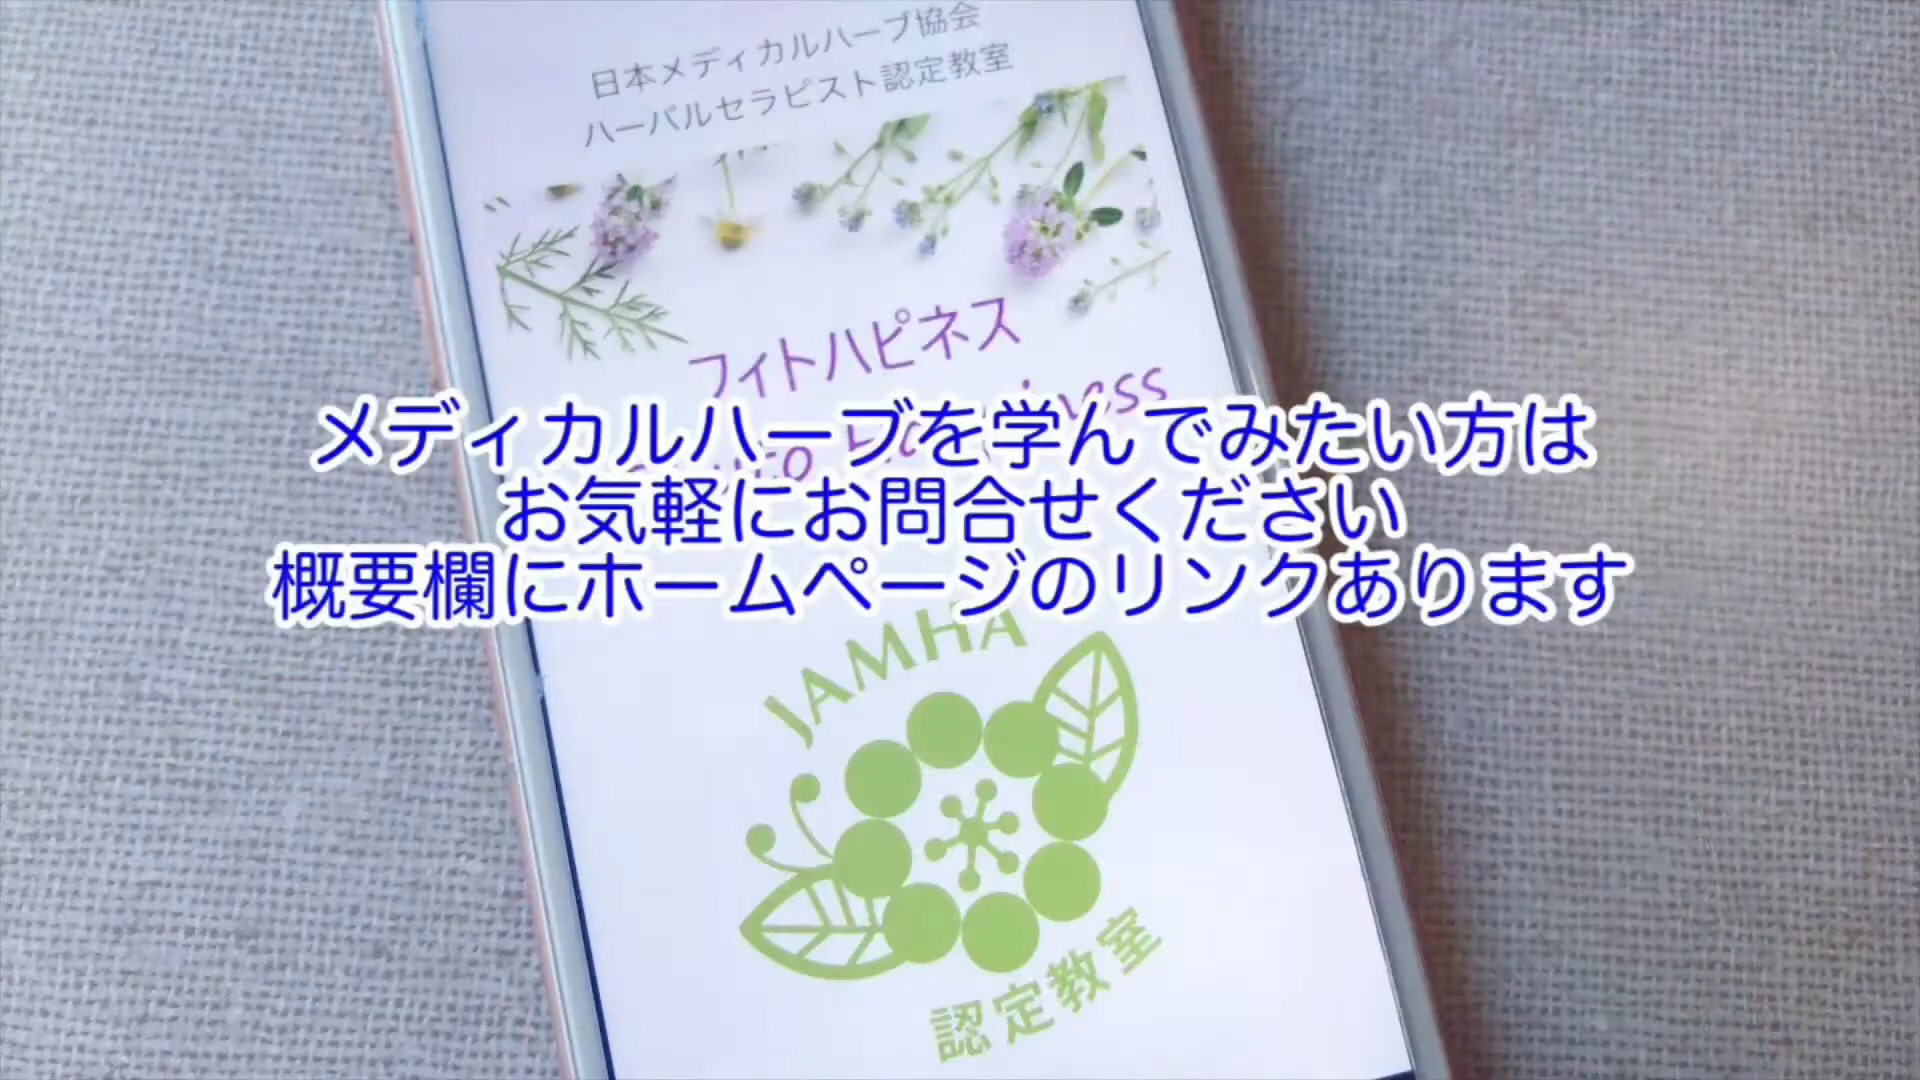 日本メディカルハーブ協会
ハーバルセラピスト認定教室
フィトハピネス
メディカルハーブを学んでみたい方は
お気軽にお問合せください
概要欄にホームページのリンクあります
JAMHA
認定教室